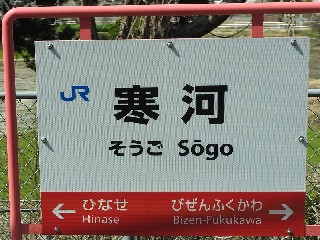 JR 寒河
そうご Sōgo
← ひなせ びぜんふくかわ →
Hinase Bizen-Fukukawa